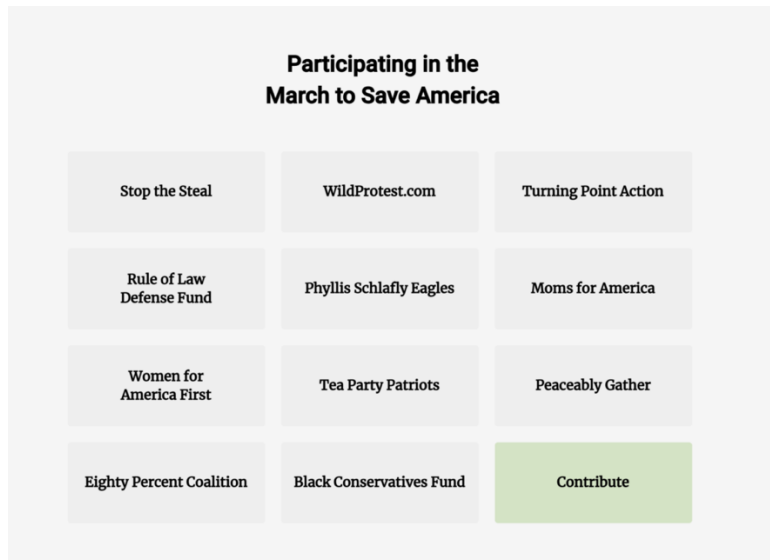 Participating in the
March to Save America
Stop the Steal
WildProtest.com
Turning Point Action
Rule of Law
Defense Fund
Phyllis Schlafly Eagles
Moms for America
Women for
America First
Tea Party Patriots
Peaceably Gather
Eighty Percent Coalition
Black Conservatives Fund
Contribute